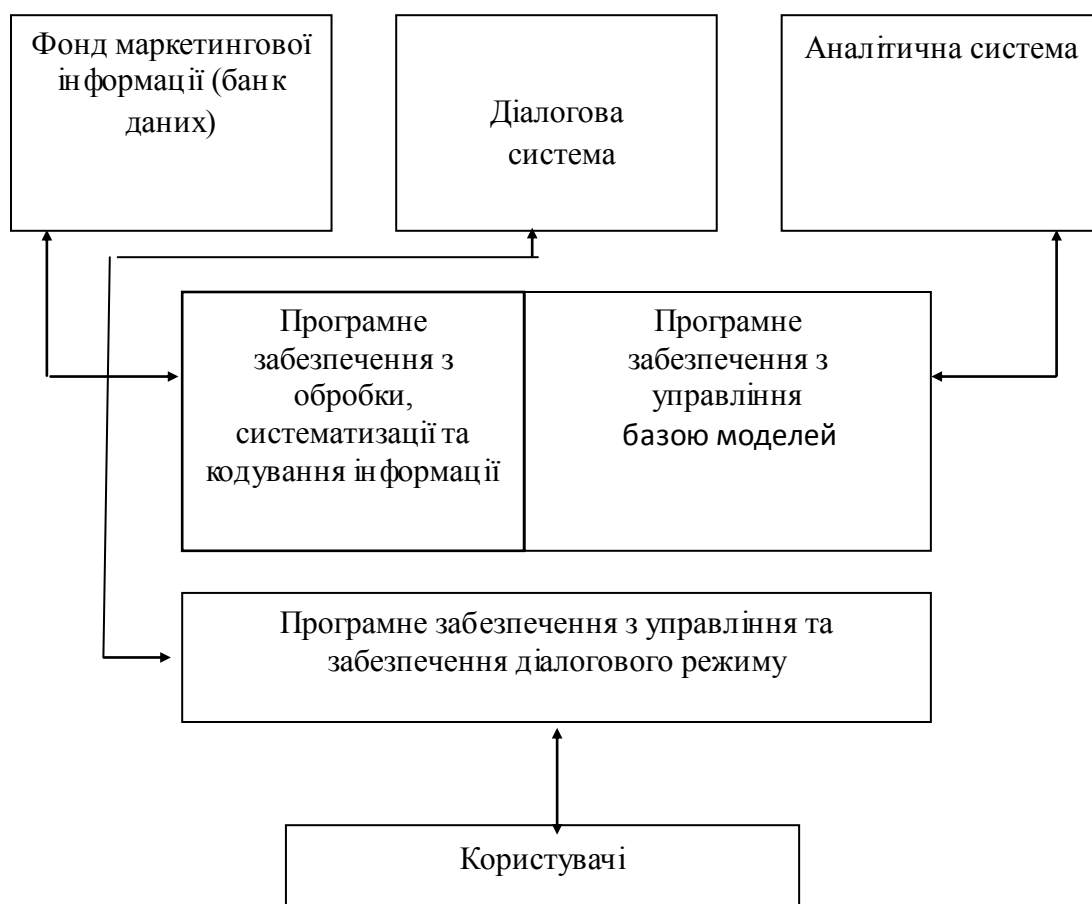 Фонд маркетингової
інформації (банк
даних)
Діалогова
система
Аналітична система
Програмне
забезпечення з
обробки,
систематизації та
кодування інформації
Програмне
забезпечення з
управління
базою моделей
Програмне забезпечення з управління та
забезпечення діалогового режиму
Користувачі